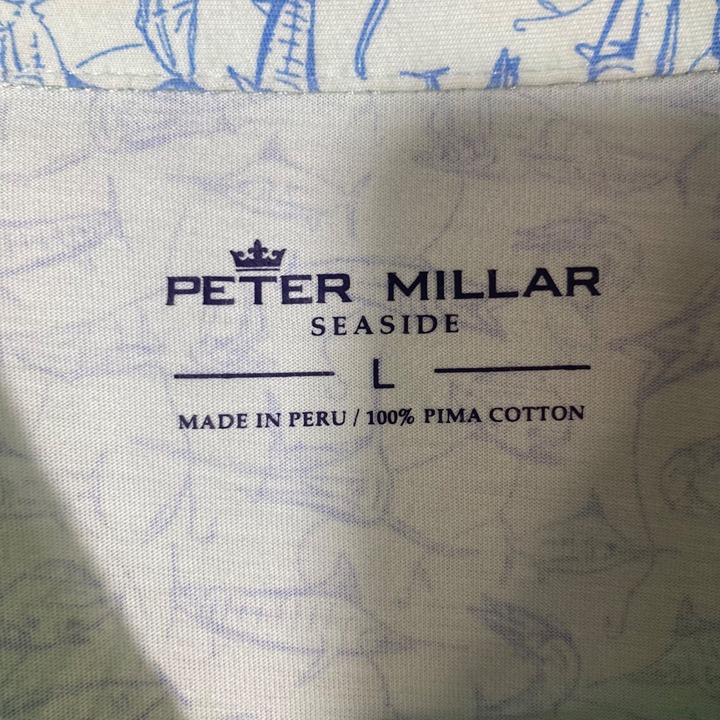 PETER MILLAR
SEASIDE
L
MADE IN PERU / 100% PIMA COTTON